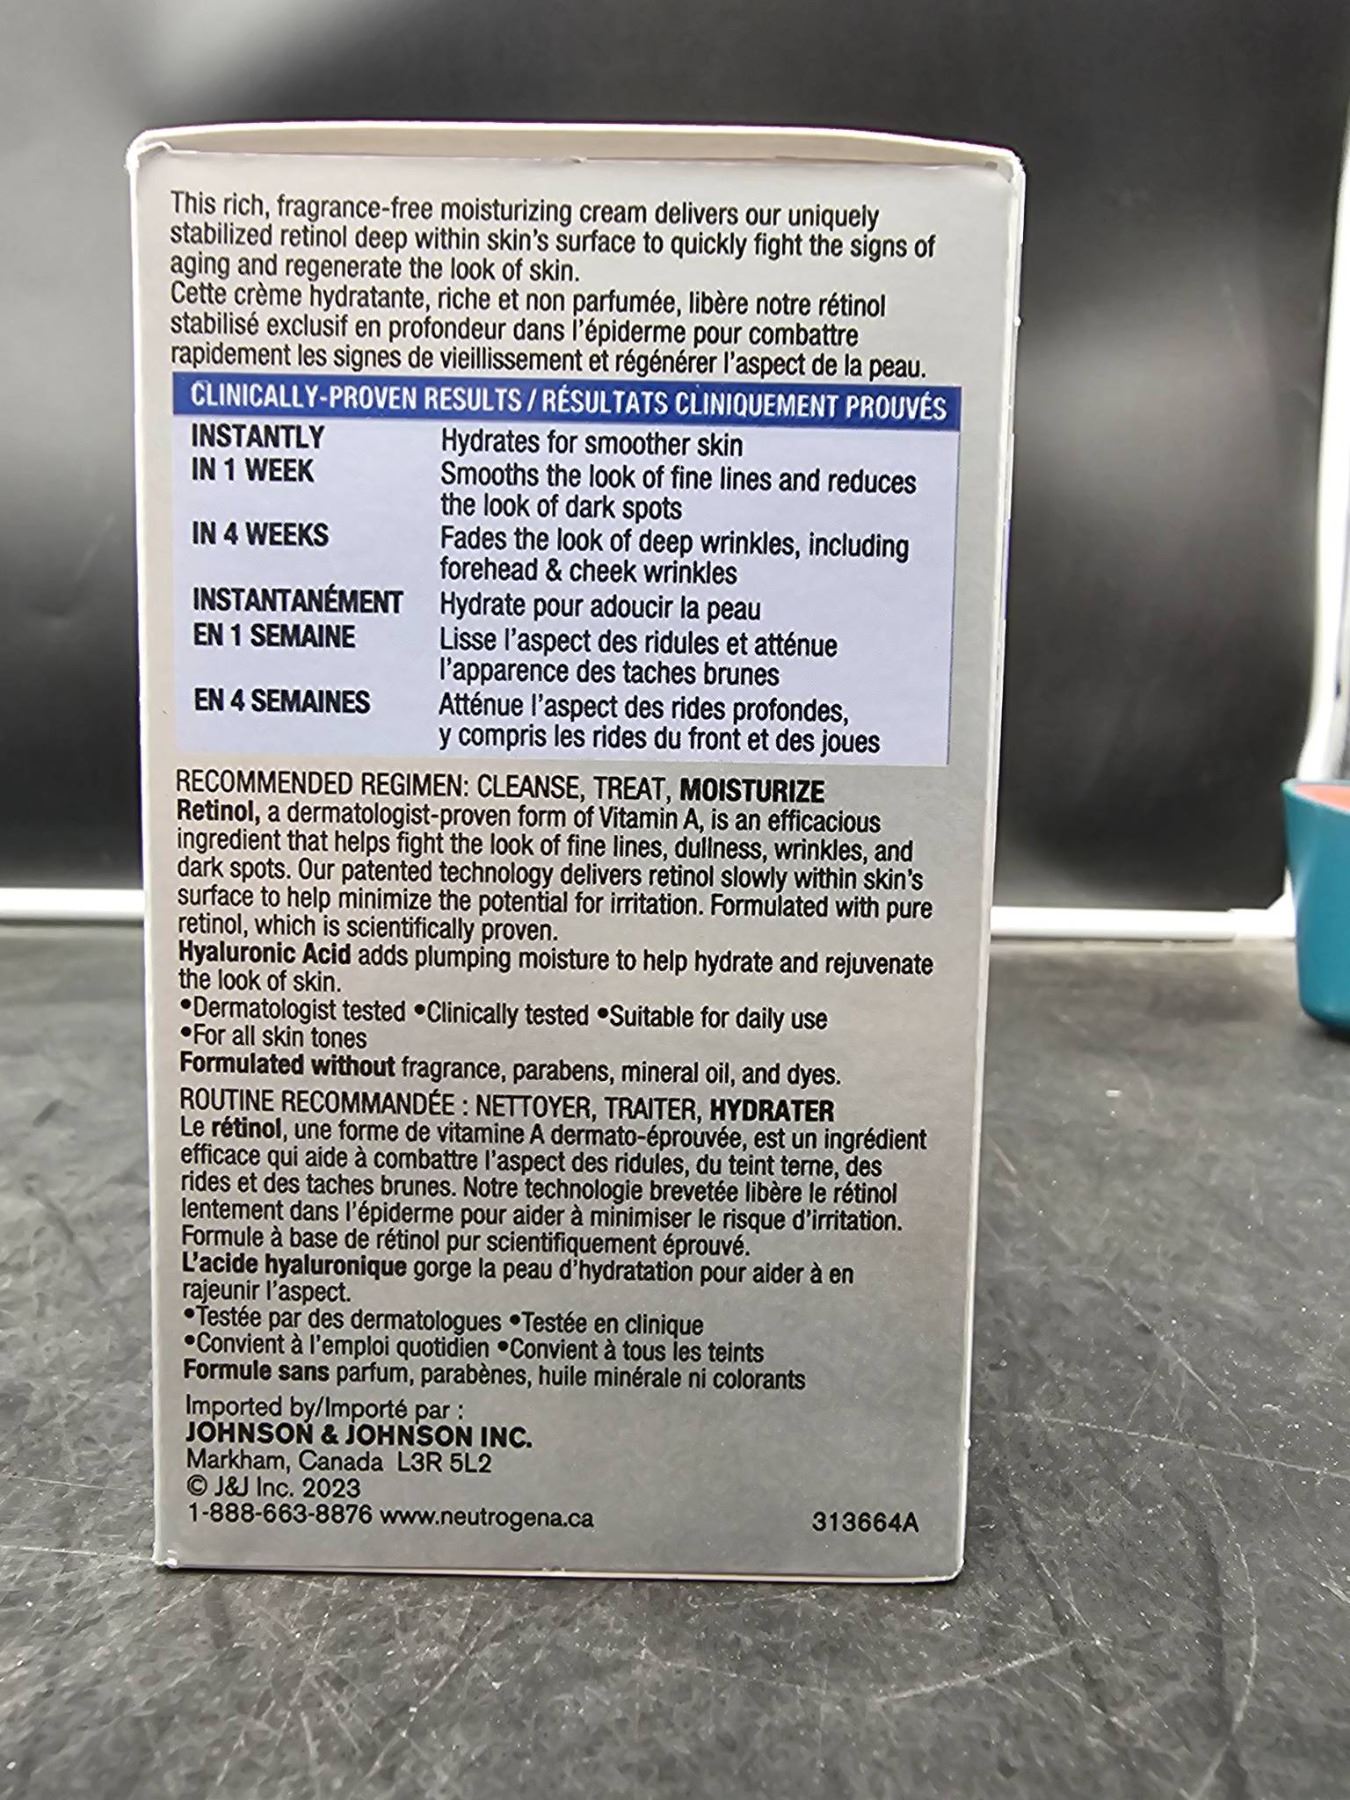 This rich, fragrance-free moisturizing cream delivers our uniquely
stabilized retinol deep within skin's surface to quickly fight the signs of
aging and regenerate the look of skin.
Cette crème hydratante, riche et non parfumée, libère notre rétinol
stabilisé exclusif en profondeur dans l'épiderme pour combattre
rapidement les signes de vieillissement et régénérer l'aspect de la peau.
CLINICALLY-PROVEN RESULTS / RÉSULTATS CLINIQUEMENT PROUVÉS
INSTANTLY Hydrates for smoother skin
IN 1 WEEK Smooths the look of fine lines and reduces
the look of dark spots
IN 4 WEEKS Fades the look of deep wrinkles, including
forehead & cheek wrinkles
INSTANTANÉMENT Hydrate pour adoucir la peau
EN 1 SEMAINE Lisse l'aspect des ridules et atténue
l'apparence des taches brunes
EN 4 SEMAINES Atténue l'aspect des rides profondes,
y compris les rides du front et des joues
RECOMMENDED REGIMEN: CLEANSE, TREAT, MOISTURIZE
Retinol, a dermatologist-proven form of Vitamin A, is an efficacious
ingredient that helps fight the look of fine lines, dullness, wrinkles, and
dark spots. Our patented technology delivers retinol slowly within skin's
surface to help minimize the potential for irritation. Formulated with pure
retinol, which is scientifically proven.
Hyaluronic Acid adds plumping moisture to help hydrate and rejuvenate
the look of skin.
•Dermatologist tested •Clinically tested •Suitable for daily use
•For all skin tones
Formulated without fragrance, parabens, mineral oil, and dyes.
ROUTINE RECOMMANDÉE : NETTOYER, TRAITER, HYDRATER
Le rétinol, une forme de vitamine A dermato-éprouvée, est un ingrédient
efficace qui aide à combattre l'aspect des ridules, du teint terne, des
rides et des taches brunes. Notre technologie brevetée libère le rétinol
lentement dans l'épiderme pour aider à minimiser le risque d'irritation.
Formule à base de rétinol pur scientifiquement éprouvé.
L'acide hyaluronique gorge la peau d'hydratation pour aider à en
rajeunir l'aspect.
•Testée par des dermatologues •Testée en clinique
•Convient à l'emploi quotidien •Convient à tous les teints
Formule sans parfum, parabènes, huile minérale ni colorants
Imported by/Importé par :
JOHNSON & JOHNSON INC.
Markham, Canada L3R 5L2
© J&J Inc. 2023
1-888-663-8876 www.neutrogena.ca 313664A